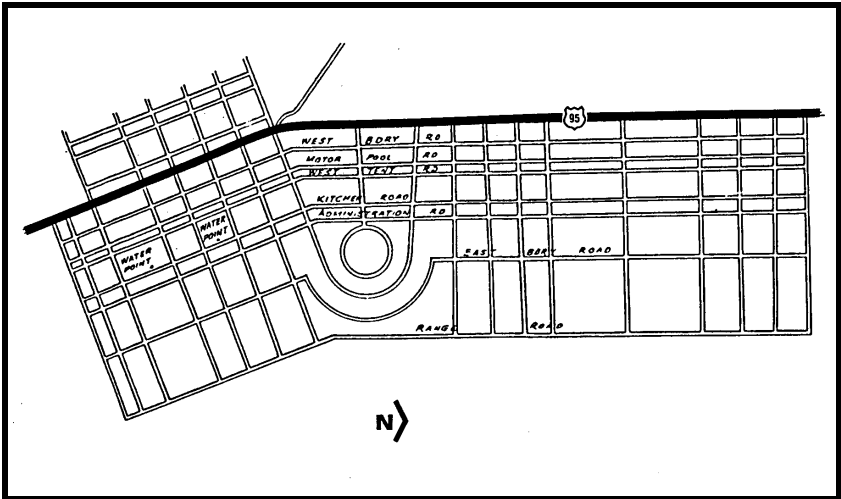 95
WEST BDRY RD
MOTOR POOL RD
WEST TENT RD
KITCHEN ROAD
ADMINISTRATION RD
WATER
POINT
WATER
POINT
EAST BDRY ROAD
RANGE ROAD
N